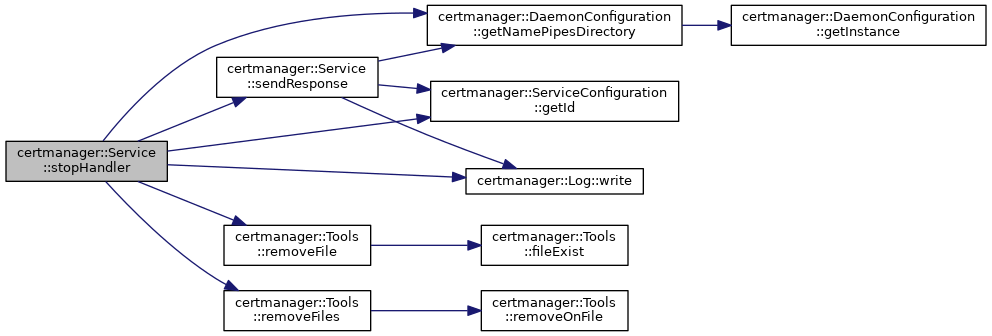 certmanager::Service
::stopHandler
certmanager::DaemonConfiguration
::getNamePipesDirectory
certmanager::DaemonConfiguration
::getInstance
certmanager::Service
::sendResponse
certmanager::ServiceConfiguration
::getId
certmanager::Log::write
certmanager::Tools
::removeFile
certmanager::Tools
::fileExist
certmanager::Tools
::removeFiles
certmanager::Tools
::removeOnFile